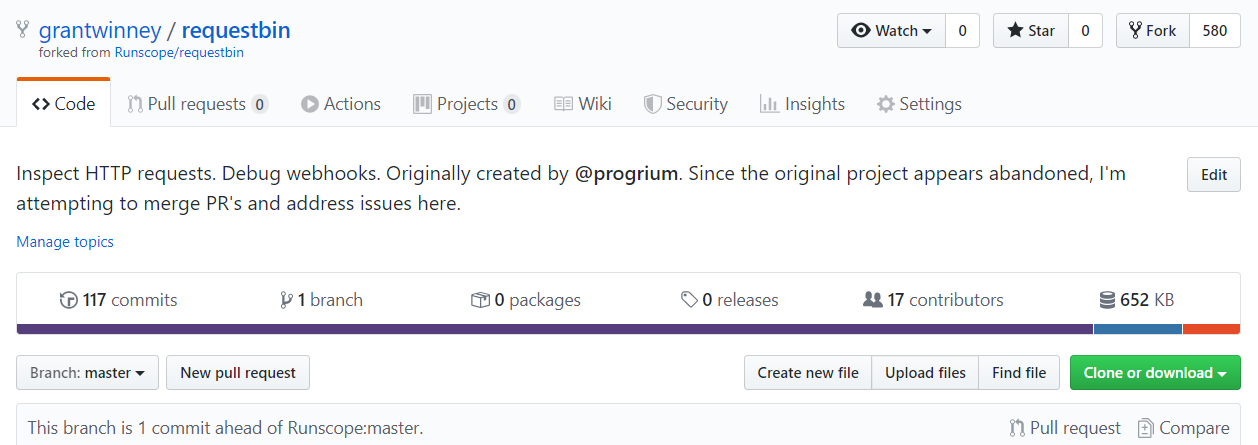 grantwinney / requestbin
Watch 0 Star 0 Fork 580
forked from Runscope/requestbin
Code Pull requests 0 Actions Projects 0 Wiki Security Insights Settings
Inspect HTTP requests. Debug webhooks. Originally created by @progrium. Since the original project appears abandoned, I'm
attempting to merge PR's and address issues here.
Edit
Manage topics
117 commits 1 branch 0 packages 0 releases 17 contributors 652 KB
Branch: master New pull request Create new file Upload files Find file Clone or download
This branch is 1 commit ahead of Runscope:master. Pull request Compare